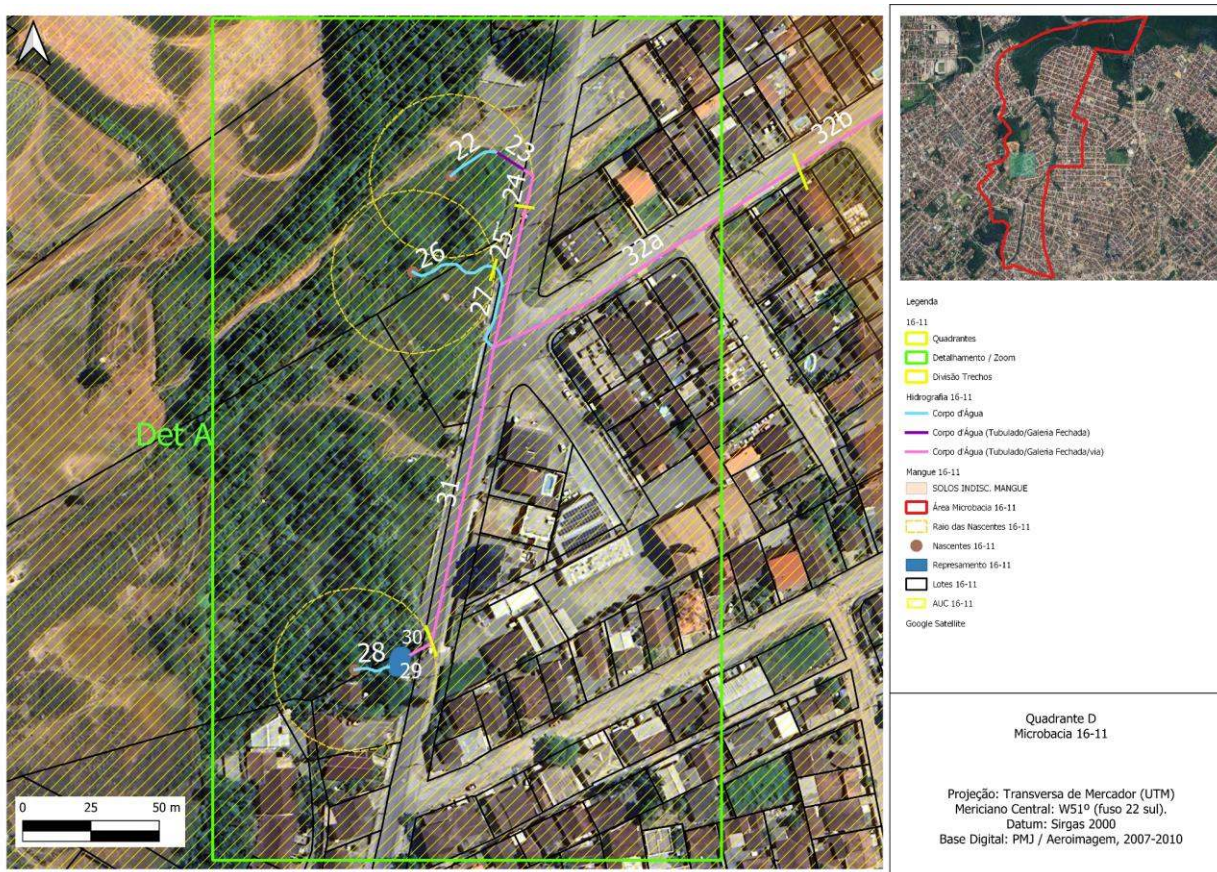 22
23
24
25
26
27
32a
32b
Det A
31
28
29
30
0 25 50 m
Legenda
16-11
Quadrantes
Detalhamento / Zoom
Divisão Trechos
Hidrografia 16-11
Corpo d'Água
Corpo d'Água (Tubulado/Galeria Fechada)
Corpo d'Água (Tubulado/Galeria Fechada/via)
Mangue 16-11
SOLOS INDISC. MANGUE
Área Microbacia 16-11
Raio das Nascentes 16-11
Nascentes 16-11
Represamento 16-11
Lotes 16-11
AUC 16-11
Google Satellite
Quadrante D
Microbacia 16-11
Projeção: Transversa de Mercador (UTM)
Mericiano Central: W51º (fuso 22 sul).
Datum: Sirgas 2000
Base Digital: PMJ / Aeroimagem, 2007-2010